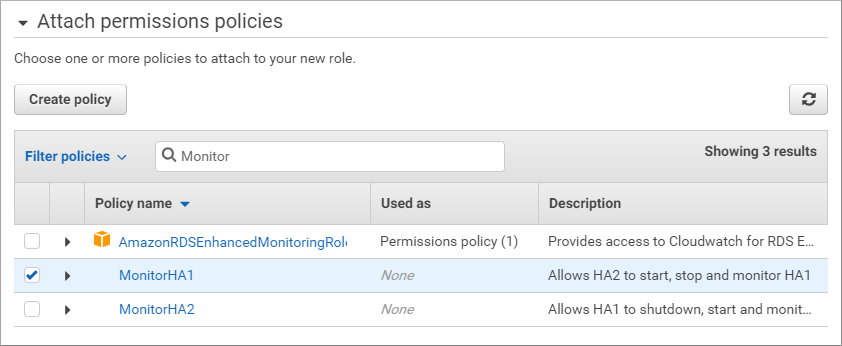 Attach permissions policies
Choose one or more policies to attach to your new role.
Create policy
Filter policies Monitor Showing 3 results
Policy name Used as Description
AmazonRDSEnhancedMonitoringRole Permissions policy (1) Provides access to Cloudwatch for RDS E...
MonitorHA1 None Allows HA2 to start, stop and monitor HA1
MonitorHA2 None Allows HA1 to shutdown, start and monit...